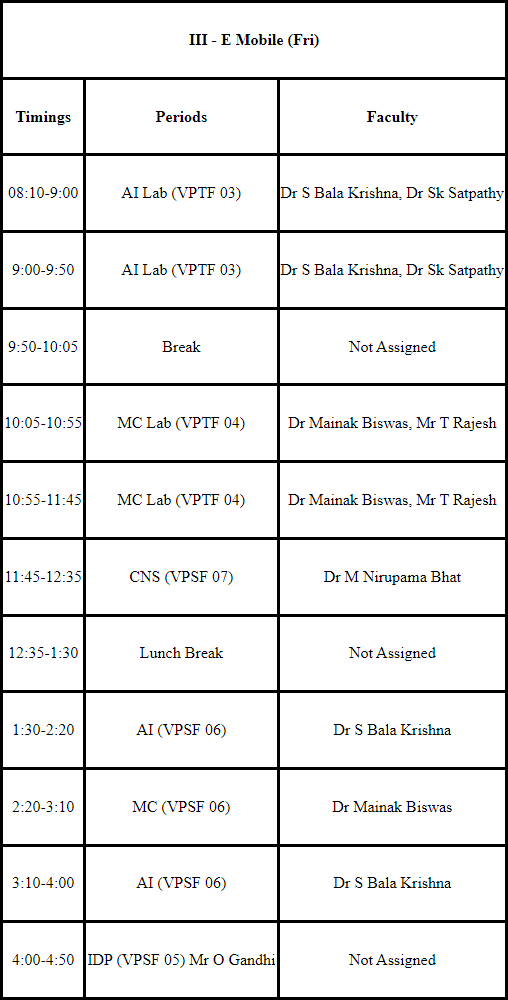 III - E Mobile (Fri)
Timings Periods Faculty
08:10-9:00 AI Lab (VPTF 03) Dr S Bala Krishna, Dr Sk Satpathy
9:00-9:50 AI Lab (VPTF 03) Dr S Bala Krishna, Dr Sk Satpathy
9:50-10:05 Break Not Assigned
10:05-10:55 MC Lab (VPTF 04) Dr Mainak Biswas, Mr T Rajesh
10:55-11:45 MC Lab (VPTF 04) Dr Mainak Biswas, Mr T Rajesh
11:45-12:35 CNS (VPSF 07) Dr M Nirupama Bhat
12:35-1:30 Lunch Break Not Assigned
1:30-2:20 AI (VPSF 06) Dr S Bala Krishna
2:20-3:10 MC (VPSF 06) Dr Mainak Biswas
3:10-4:00 AI (VPSF 06) Dr S Bala Krishna
4:00-4:50 IDP (VPSF 05) Mr O Gandhi Not Assigned